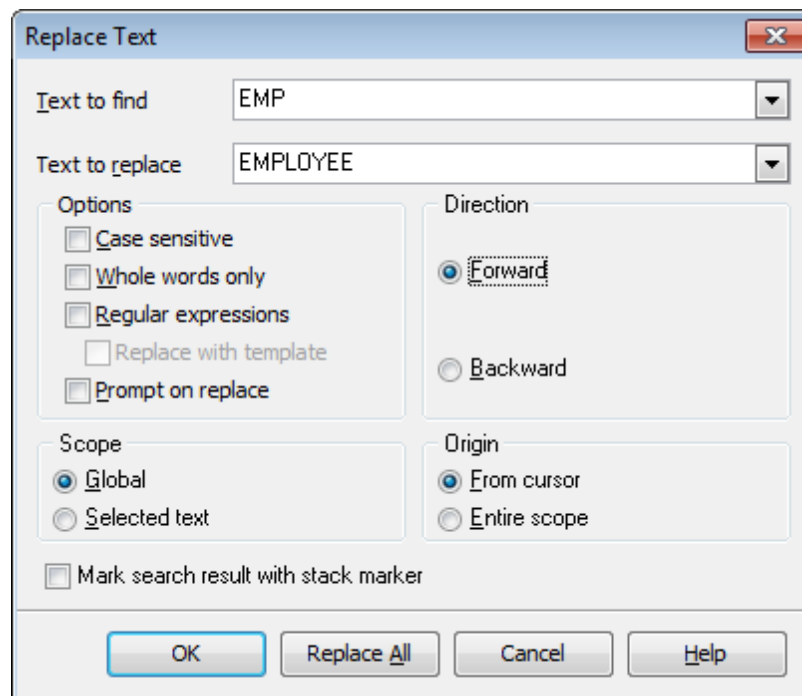 Replace Text
Text to find EMP
Text to replace EMPLOYEE
Options
Case sensitive
Whole words only
Regular expressions
Replace with template
Prompt on replace
Direction
Forward
Backward
Scope
Global
Selected text
Origin
From cursor
Entire scope
Mark search result with stack marker
OK Replace All Cancel Help